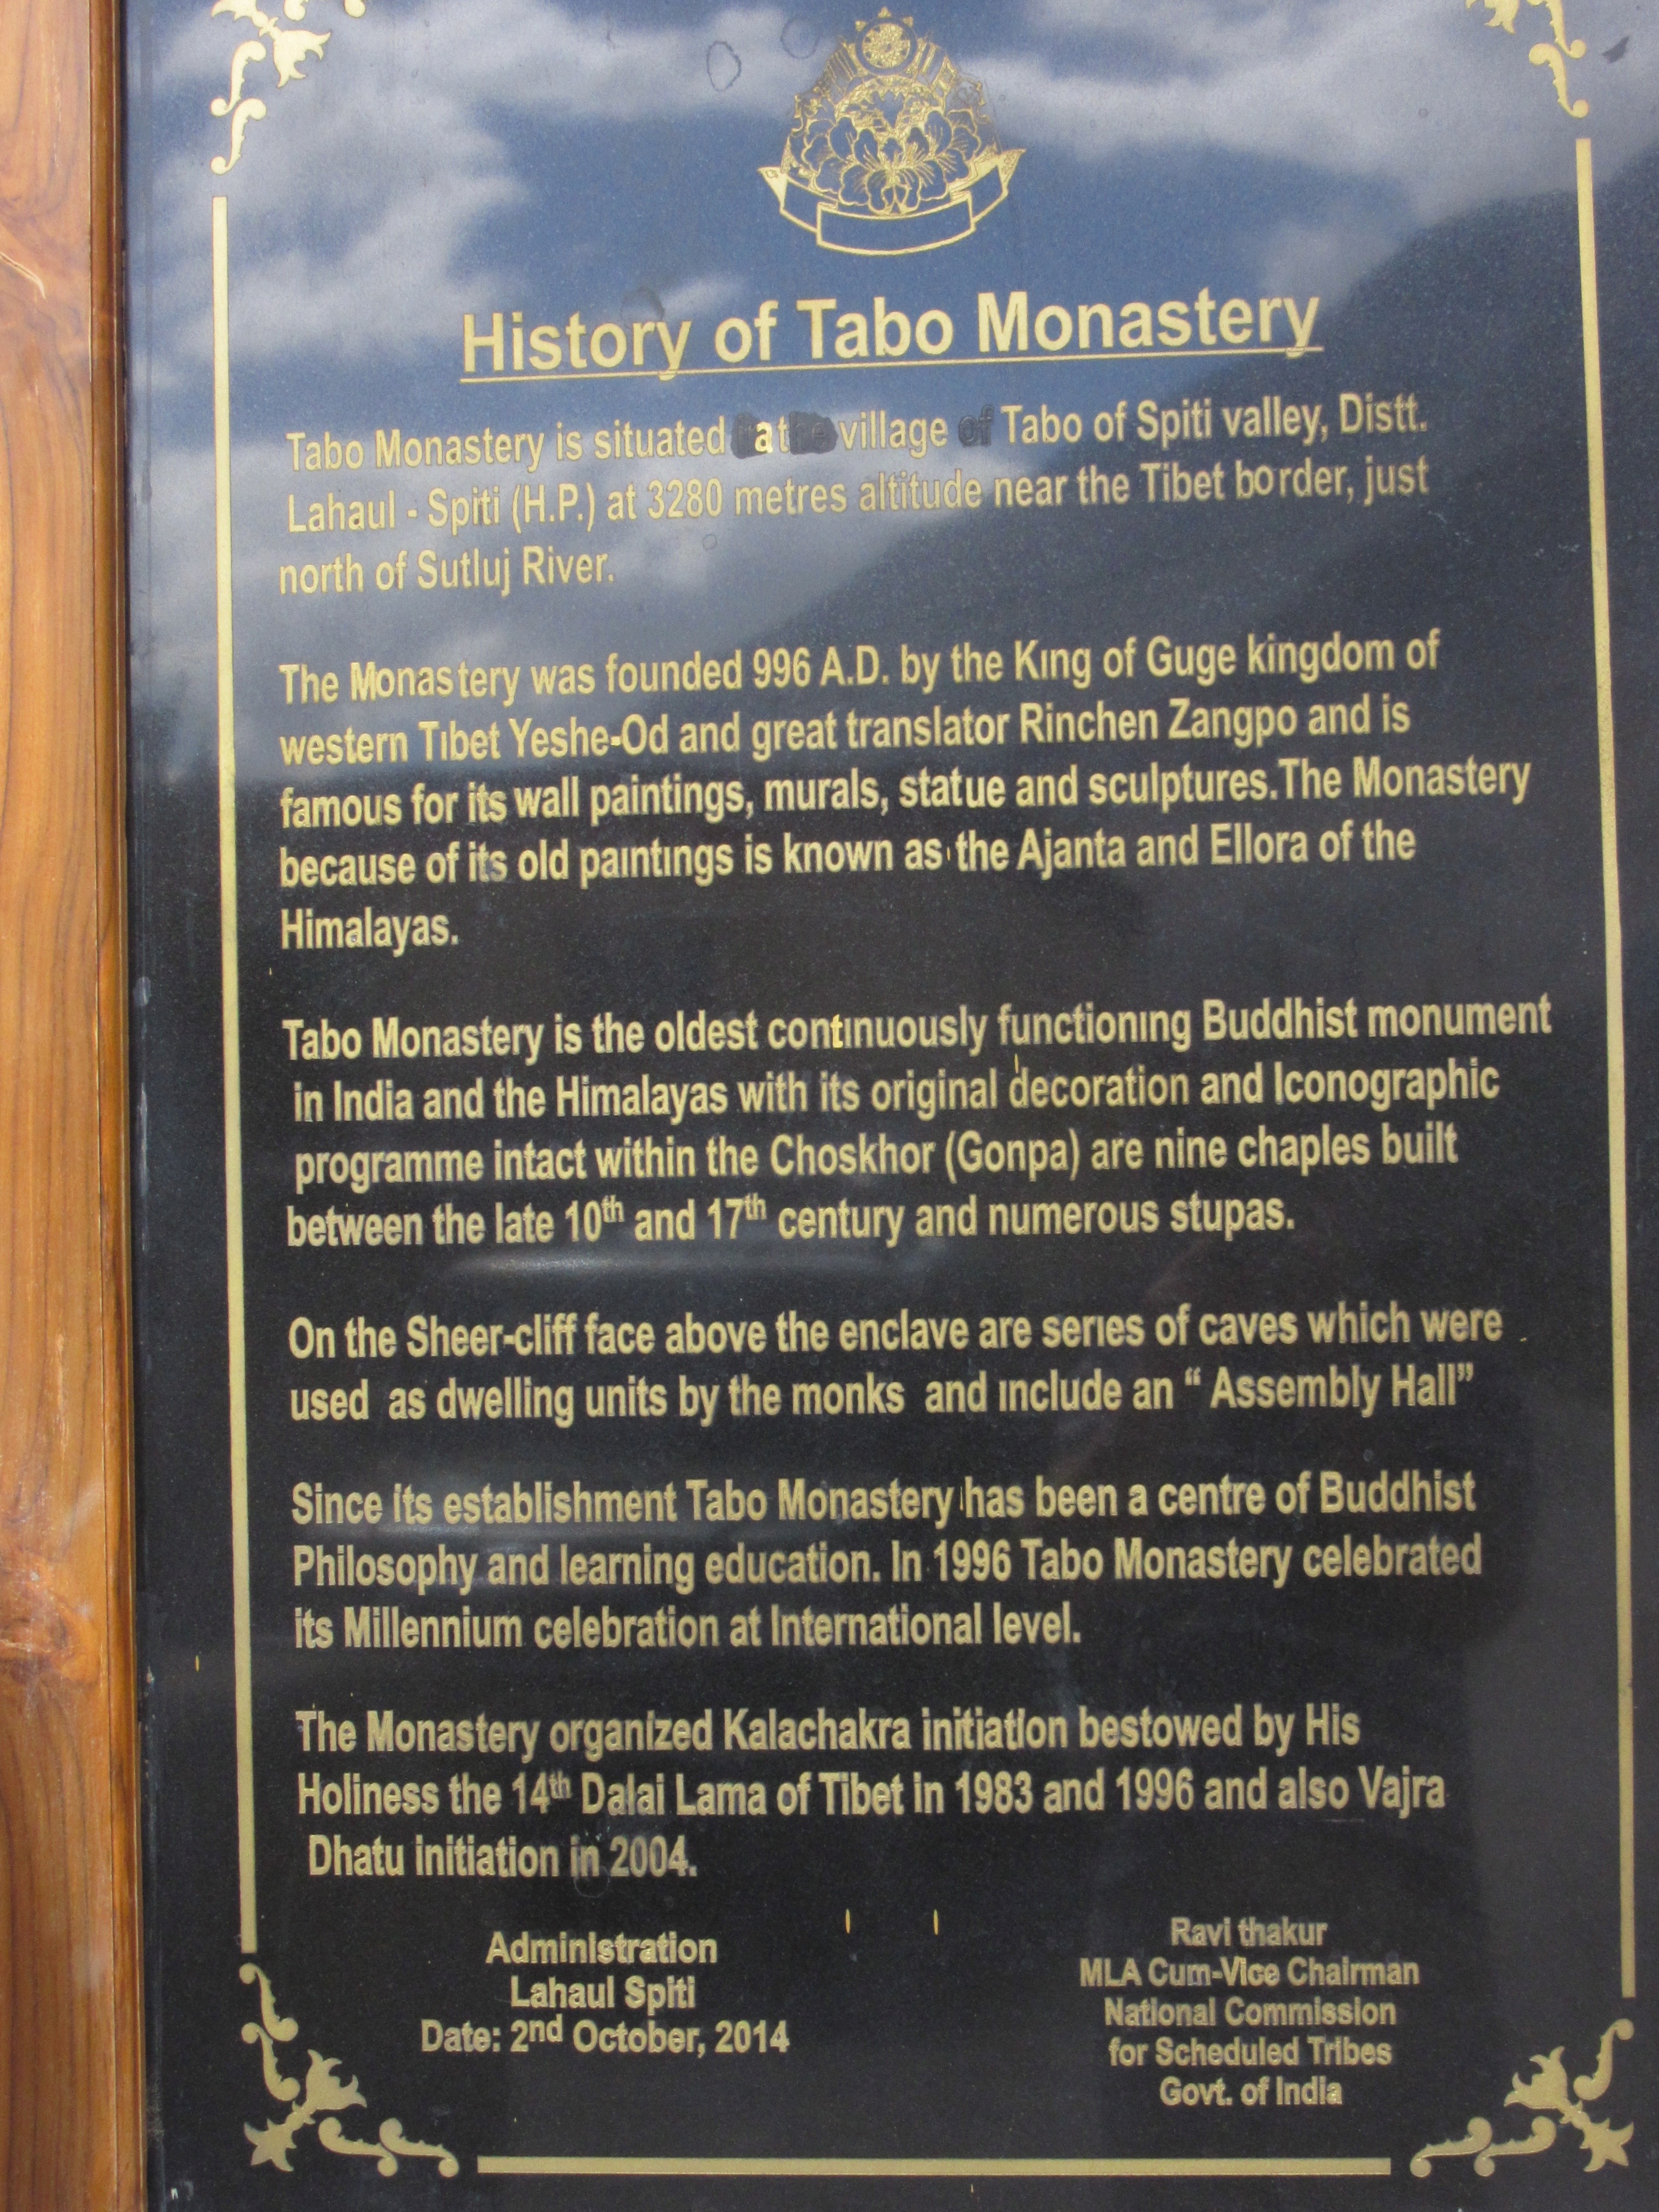 History of Tabo Monastery
Tabo Monastery is situated at the village of Tabo of Spiti valley, Distt.
Lahaul - Spiti (H.P.) at 3280 metres altitude near the Tibet border, just
north of Sutluj River.
The Monastery was founded 996 A.D. by the King of Guge kingdom of
western Tibet Yeshe-Od and great translator Rinchen Zangpo and is
famous for its wall paintings, murals, statue and sculptures.The Monastery
because of its old paintings is known as the Ajanta and Ellora of the
Himalayas.
Tabo Monastery is the oldest continuously functioning Buddhist monument
in India and the Himalayas with its original decoration and Iconographic
programme intact within the Choskhor (Gonpa) are nine chaples built
between the late 10th and 17th century and numerous stupas.
On the Sheer-cliff face above the enclave are series of caves which were
used as dwelling units by the monks and include an “ Assembly Hall”
Since its establishment Tabo Monastery has been a centre of Buddhist
Philosophy and learning education. In 1996 Tabo Monastery celebrated
its Millennium celebration at International level.
The Monastery organized Kalachakra initiation bestowed by His
Holiness the 14th Dalai Lama of Tibet in 1983 and 1996 and also Vajra
Dhatu initiation in 2004.
Administration
Lahaul Spiti
Date: 2nd October, 2014
Ravi thakur
MLA Cum-Vice Chairman
National Commission
for Scheduled Tribes
Govt. of India